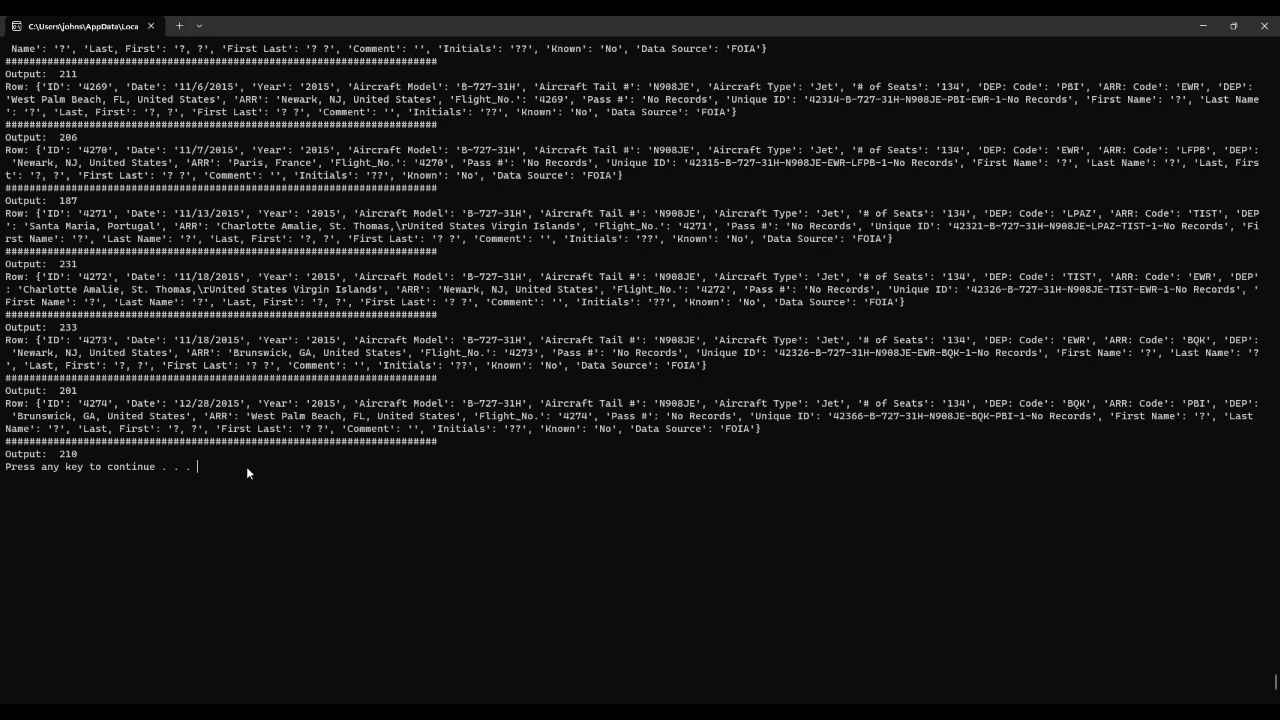 C:\Users\johns\AppData\Loca
 Name': '?', 'Last, First': '?, ?', 'First Last': '? ?', 'Comment': '', 'Initials': '??', 'Known': 'No', 'Data Source': 'FOIA'}
########################################################################
Output:  211
Row: {'ID': '4269', 'Date': '11/6/2015', 'Year': '2015', 'Aircraft Model': 'B-727-31H', 'Aircraft Tail #': 'N908JE', 'Aircraft Type': 'Jet', '# of Seats': '134', 'DEP: Code': 'PBI', 'ARR: Code': 'EWR', 'DEP':
'West Palm Beach, FL, United States', 'ARR': 'Newark, NJ, United States', 'Flight_No.': '4269', 'Pass #': 'No Records', 'Unique ID': '42314-B-727-31H-N908JE-PBI-EWR-1-No Records', 'First Name': '?', 'Last Name
': '?', 'Last, First': '?, ?', 'First Last': '? ?', 'Comment': '', 'Initials': '??', 'Known': 'No', 'Data Source': 'FOIA'}
########################################################################
Output:  206
Row: {'ID': '4270', 'Date': '11/7/2015', 'Year': '2015', 'Aircraft Model': 'B-727-31H', 'Aircraft Tail #': 'N908JE', 'Aircraft Type': 'Jet', '# of Seats': '134', 'DEP: Code': 'EWR', 'ARR: Code': 'LFPB', 'DEP':
 'Newark, NJ, United States', 'ARR': 'Paris, France', 'Flight_No.': '4270', 'Pass #': 'No Records', 'Unique ID': '42315-B-727-31H-N908JE-EWR-LFPB-1-No Records', 'First Name': '?', 'Last Name': '?', 'Last, Firs
t': '?, ?', 'First Last': '? ?', 'Comment': '', 'Initials': '??', 'Known': 'No', 'Data Source': 'FOIA'}
########################################################################
Output:  187
Row: {'ID': '4271', 'Date': '11/13/2015', 'Year': '2015', 'Aircraft Model': 'B-727-31H', 'Aircraft Tail #': 'N908JE', 'Aircraft Type': 'Jet', '# of Seats': '134', 'DEP: Code': 'LPAZ', 'ARR: Code': 'TIST', 'DEP
': 'Santa Maria, Portugal', 'ARR': 'Charlotte Amalie, St. Thomas,\rUnited States Virgin Islands', 'Flight_No.': '4271', 'Pass #': 'No Records', 'Unique ID': '42321-B-727-31H-N908JE-LPAZ-TIST-1-No Records', 'Fi
rst Name': '?', 'Last Name': '?', 'Last, First': '?, ?', 'First Last': '? ?', 'Comment': '', 'Initials': '??', 'Known': 'No', 'Data Source': 'FOIA'}
########################################################################
Output:  231
Row: {'ID': '4272', 'Date': '11/18/2015', 'Year': '2015', 'Aircraft Model': 'B-727-31H', 'Aircraft Tail #': 'N908JE', 'Aircraft Type': 'Jet', '# of Seats': '134', 'DEP: Code': 'TIST', 'ARR: Code': 'EWR', 'DEP'
: 'Charlotte Amalie, St. Thomas,\rUnited States Virgin Islands', 'ARR': 'Newark, NJ, United States', 'Flight_No.': '4272', 'Pass #': 'No Records', 'Unique ID': '42326-B-727-31H-N908JE-TIST-EWR-1-No Records', '
First Name': '?', 'Last Name': '?', 'Last, First': '?, ?', 'First Last': '? ?', 'Comment': '', 'Initials': '??', 'Known': 'No', 'Data Source': 'FOIA'}
########################################################################
Output:  233
Row: {'ID': '4273', 'Date': '11/18/2015', 'Year': '2015', 'Aircraft Model': 'B-727-31H', 'Aircraft Tail #': 'N908JE', 'Aircraft Type': 'Jet', '# of Seats': '134', 'DEP: Code': 'EWR', 'ARR: Code': 'BQK', 'DEP':
 'Newark, NJ, United States', 'ARR': 'Brunswick, GA, United States', 'Flight_No.': '4273', 'Pass #': 'No Records', 'Unique ID': '42326-B-727-31H-N908JE-EWR-BQK-1-No Records', 'First Name': '?', 'Last Name': '?
', 'Last, First': '?, ?', 'First Last': '? ?', 'Comment': '', 'Initials': '??', 'Known': 'No', 'Data Source': 'FOIA'}
########################################################################
Output:  201
Row: {'ID': '4274', 'Date': '12/28/2015', 'Year': '2015', 'Aircraft Model': 'B-727-31H', 'Aircraft Tail #': 'N908JE', 'Aircraft Type': 'Jet', '# of Seats': '134', 'DEP: Code': 'BQK', 'ARR: Code': 'PBI', 'DEP':
 'Brunswick, GA, United States', 'ARR': 'West Palm Beach, FL, United States', 'Flight_No.': '4274', 'Pass #': 'No Records', 'Unique ID': '42366-B-727-31H-N908JE-BQK-PBI-1-No Records', 'First Name': '?', 'Last
Name': '?', 'Last, First': '?, ?', 'First Last': '? ?', 'Comment': '', 'Initials': '??', 'Known': 'No', 'Data Source': 'FOIA'}
########################################################################
Output:  210
Press any key to continue . . .